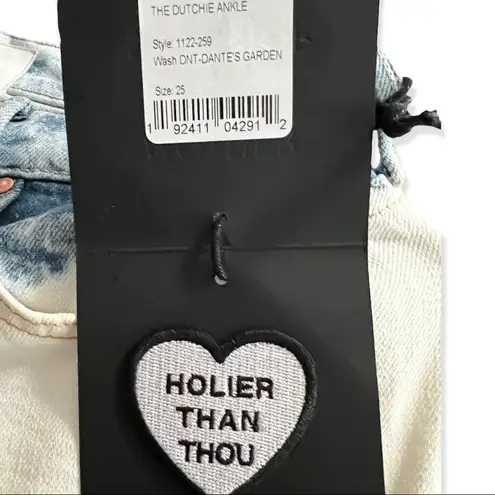 THE DUTCHIE ANKLE
Style: 1122-259
Wash DNT-DANTE'S GARDEN
Size: 25
1 92411 04291 2
HOLIER
THAN
THOU